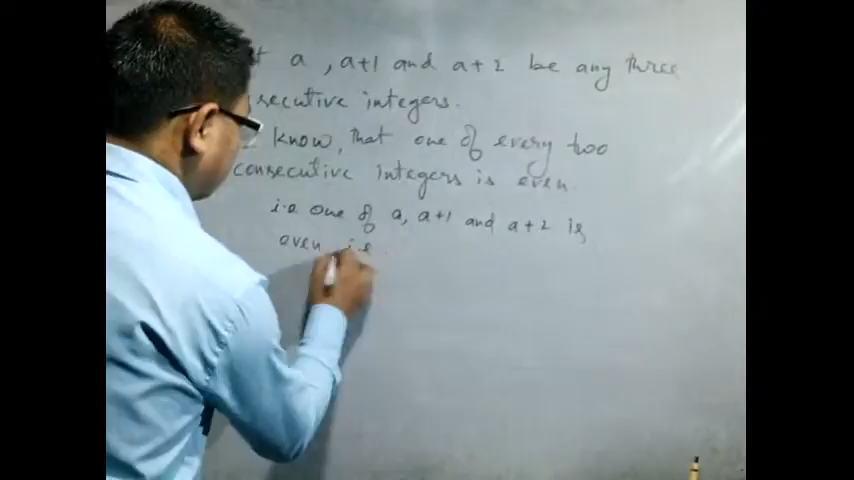 a, a+1 and a+2 be any three
secutive integers.
know, that one of every two
consecutive integers is even.
i.e one of a, a+1 and a+2 is
even i.e.